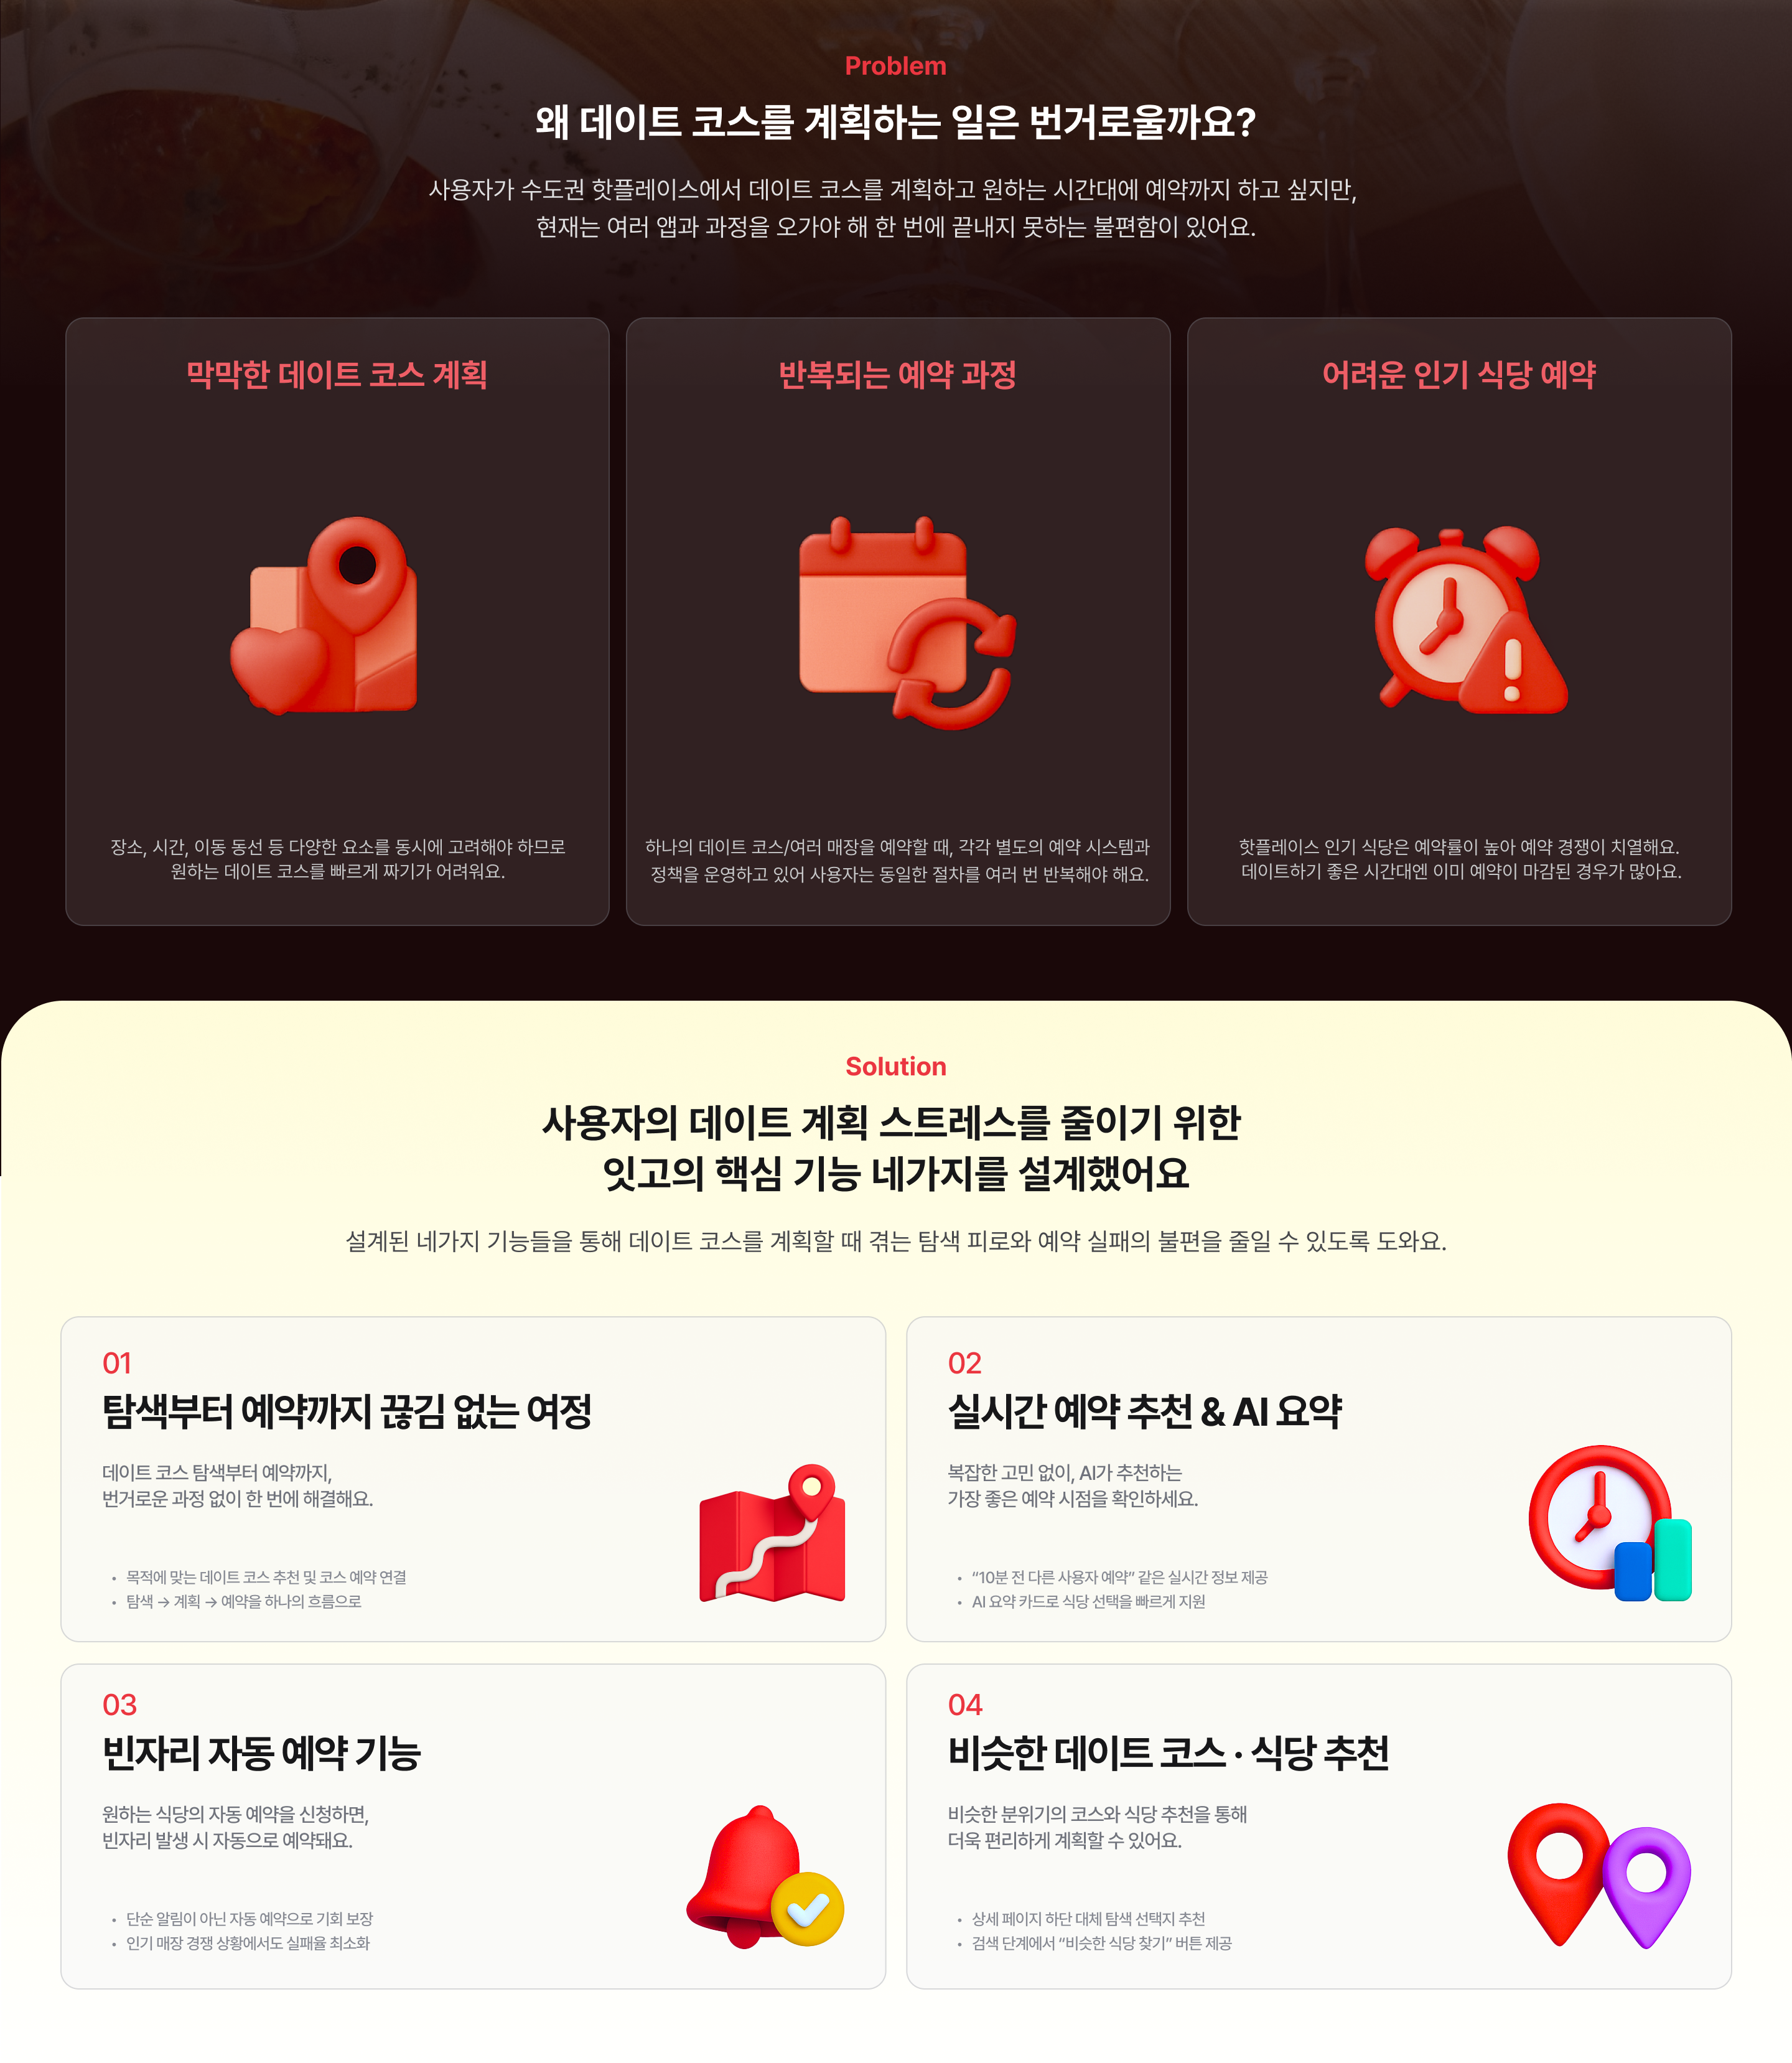 Problem
왜 데이트 코스를 계획하는 일은 번거로울까요?
사용자가 수도권 핫플레이스에서 데이트 코스를 계획하고 원하는 시간대에 예약까지 하고 싶지만,
현재는 여러 앱과 과정을 오가야 해 한 번에 끝내지 못하는 불편함이 있어요.
막막한 데이트 코스 계획
장소, 시간, 이동 동선 등 다양한 요소를 동시에 고려해야 하므로
원하는 데이트 코스를 빠르게 짜기가 어려워요.
반복되는 예약 과정
하나의 데이트 코스/여러 매장을 예약할 때, 각각 별도의 예약 시스템과
정책을 운영하고 있어 사용자는 동일한 절차를 여러 번 반복해야 해요.
어려운 인기 식당 예약
핫플레이스 인기 식당은 예약률이 높아 예약 경쟁이 치열해요.
데이트하기 좋은 시간대엔 이미 예약이 마감된 경우가 많아요.
Solution
사용자의 데이트 계획 스트레스를 줄이기 위한
잇고의 핵심 기능 네가지를 설계했어요
설계된 네가지 기능들을 통해 데이트 코스를 계획할 때 겪는 탐색 피로와 예약 실패의 불편을 줄일 수 있도록 도와요.
01
탐색부터 예약까지 끊김 없는 여정
데이트 코스 탐색부터 예약까지,
번거로운 과정 없이 한 번에 해결해요.
• 목적에 맞는 데이트 코스 추천 및 코스 예약 연결
• 탐색 → 계획 → 예약을 하나의 흐름으로
02
실시간 예약 추천 & AI 요약
복잡한 고민 없이, AI가 추천하는
가장 좋은 예약 시점을 확인하세요.
• “10분 전 다른 사용자 예약” 같은 실시간 정보 제공
• AI 요약 카드로 식당 선택을 빠르게 지원
03
빈자리 자동 예약 기능
원하는 식당의 자동 예약을 신청하면,
빈자리 발생 시 자동으로 예약돼요.
• 단순 알림이 아닌 자동 예약으로 기회 보장
• 인기 매장 경쟁 상황에서도 실패율 최소화
04
비슷한 데이트 코스 · 식당 추천
비슷한 분위기의 코스와 식당 추천을 통해
더욱 편리하게 계획할 수 있어요.
• 상세 페이지 하단 대체 탐색 선택지 추천
• 검색 단계에서 “비슷한 식당 찾기” 버튼 제공